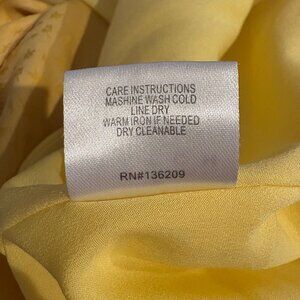 CARE INSTRUCTIONS
MASHINE WASH COLD
LINE DRY
WARM IRON IF NEEDED
DRY CLEANABLE
RN#136209